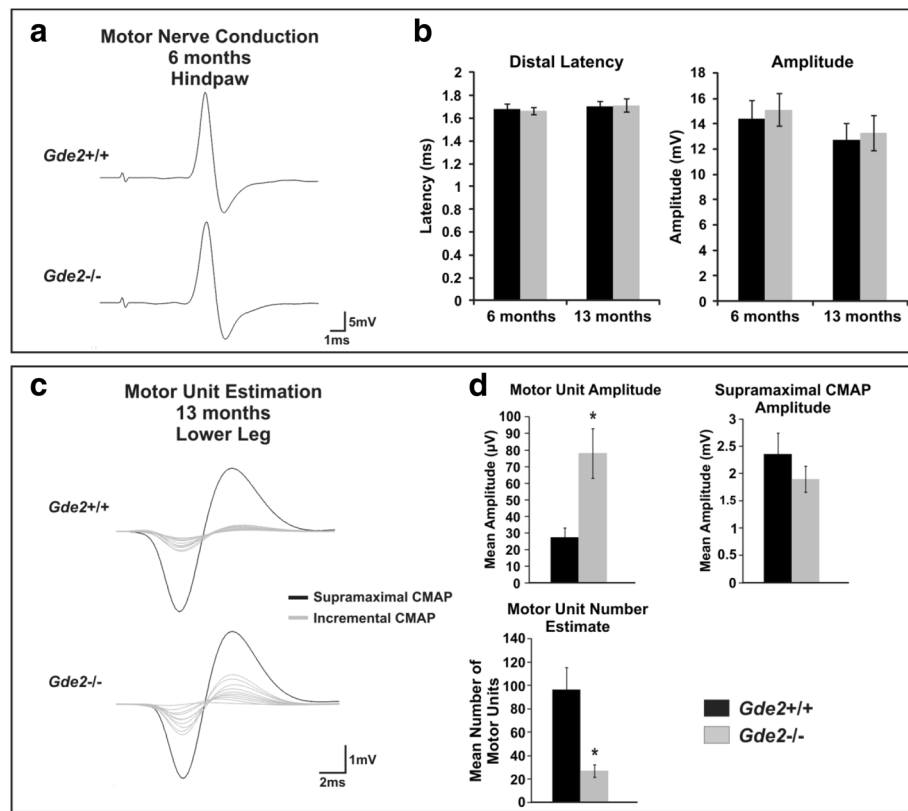 a
Motor Nerve Conduction
6 months
Hindpaw
Gde2+/+
Gde2-/-
5mV
1ms
b
Distal Latency
Latency (ms)
2
1.8
1.6
1.4
1.2
1
0.8
0.6
0.4
0.2
0
6 months
13 months
Amplitude
Amplitude (mV)
18
16
14
12
10
8
6
4
2
0
6 months
13 months
c
Motor Unit Estimation
13 months
Lower Leg
Gde2+/+
Supramaximal CMAP
Incremental CMAP
Gde2-/-
1mV
2ms
d
Motor Unit Amplitude
Mean Amplitude (µV)
100
90
80
70
60
50
40
30
20
10
0
*
Supramaximal CMAP
Amplitude
Mean Amplitude (mV)
3
2.5
2
1.5
1
0.5
0
Motor Unit Number
Estimate
Mean Number of
Motor Units
140
120
100
80
60
40
20
0
*
Gde2+/+
Gde2-/-